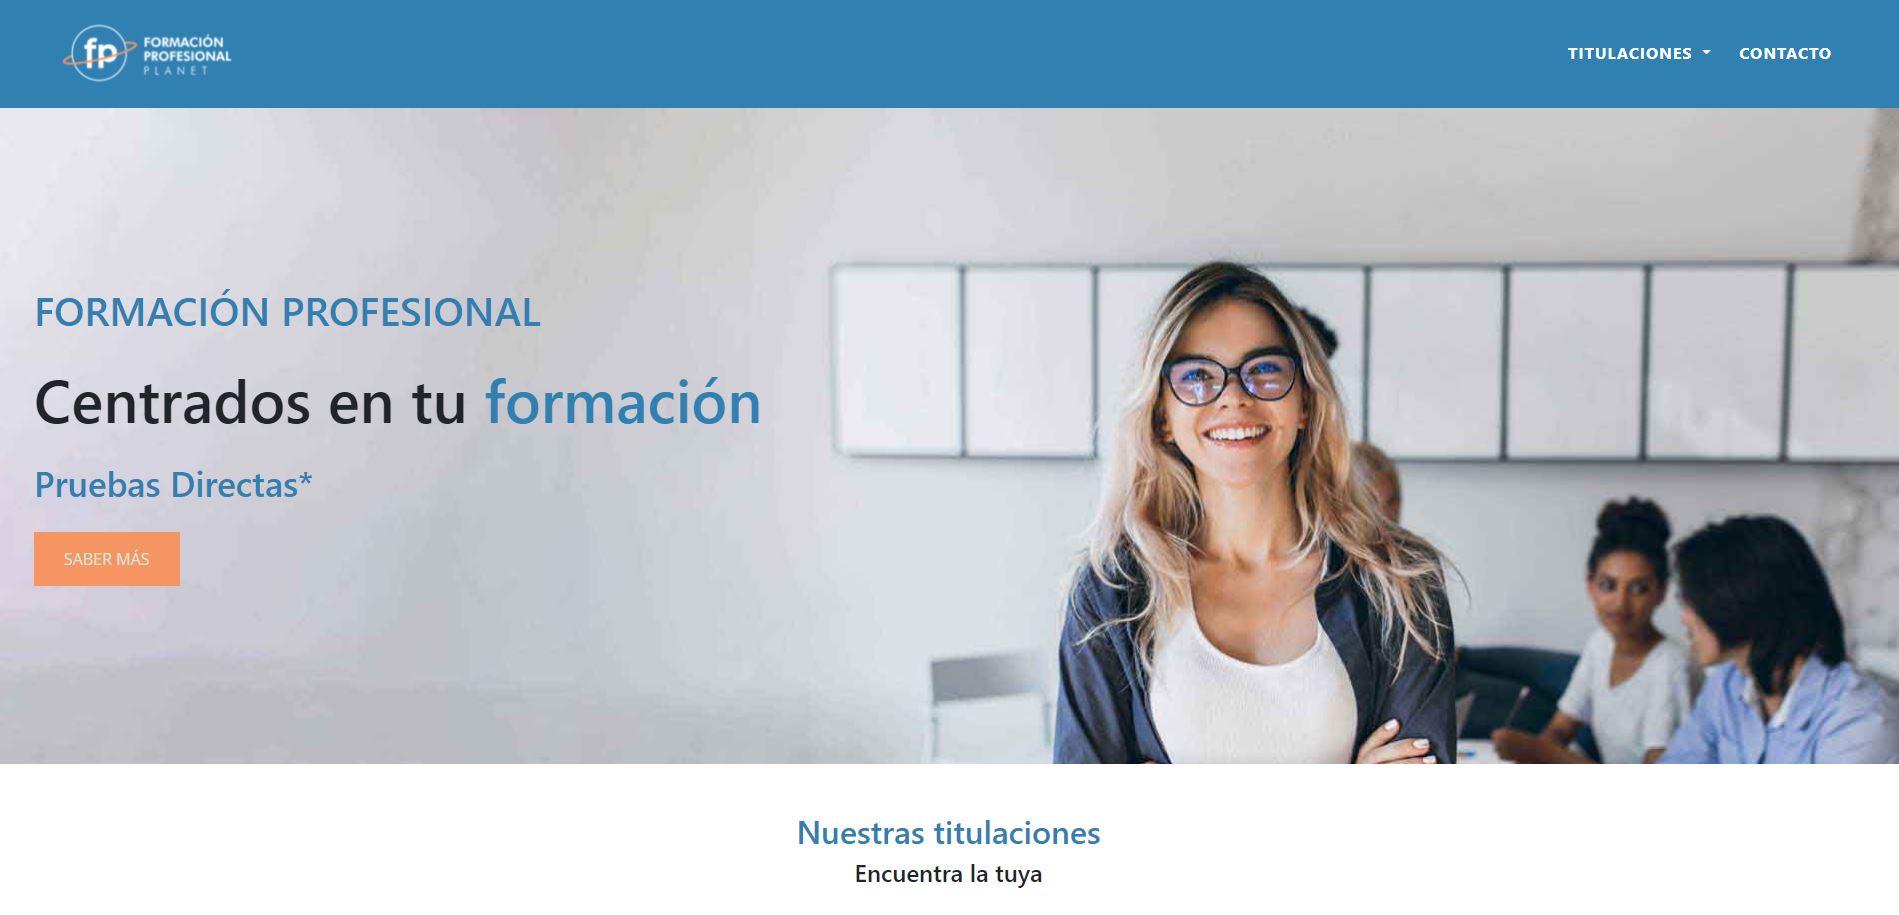 fp
FORMACIÓN
PROFESIONAL
PLANET
TITULACIONES
CONTACTO
FORMACIÓN PROFESIONAL
Centrados en tu formación
Pruebas Directas*
SABER MÁS
Nuestras titulaciones
Encuentra la tuya